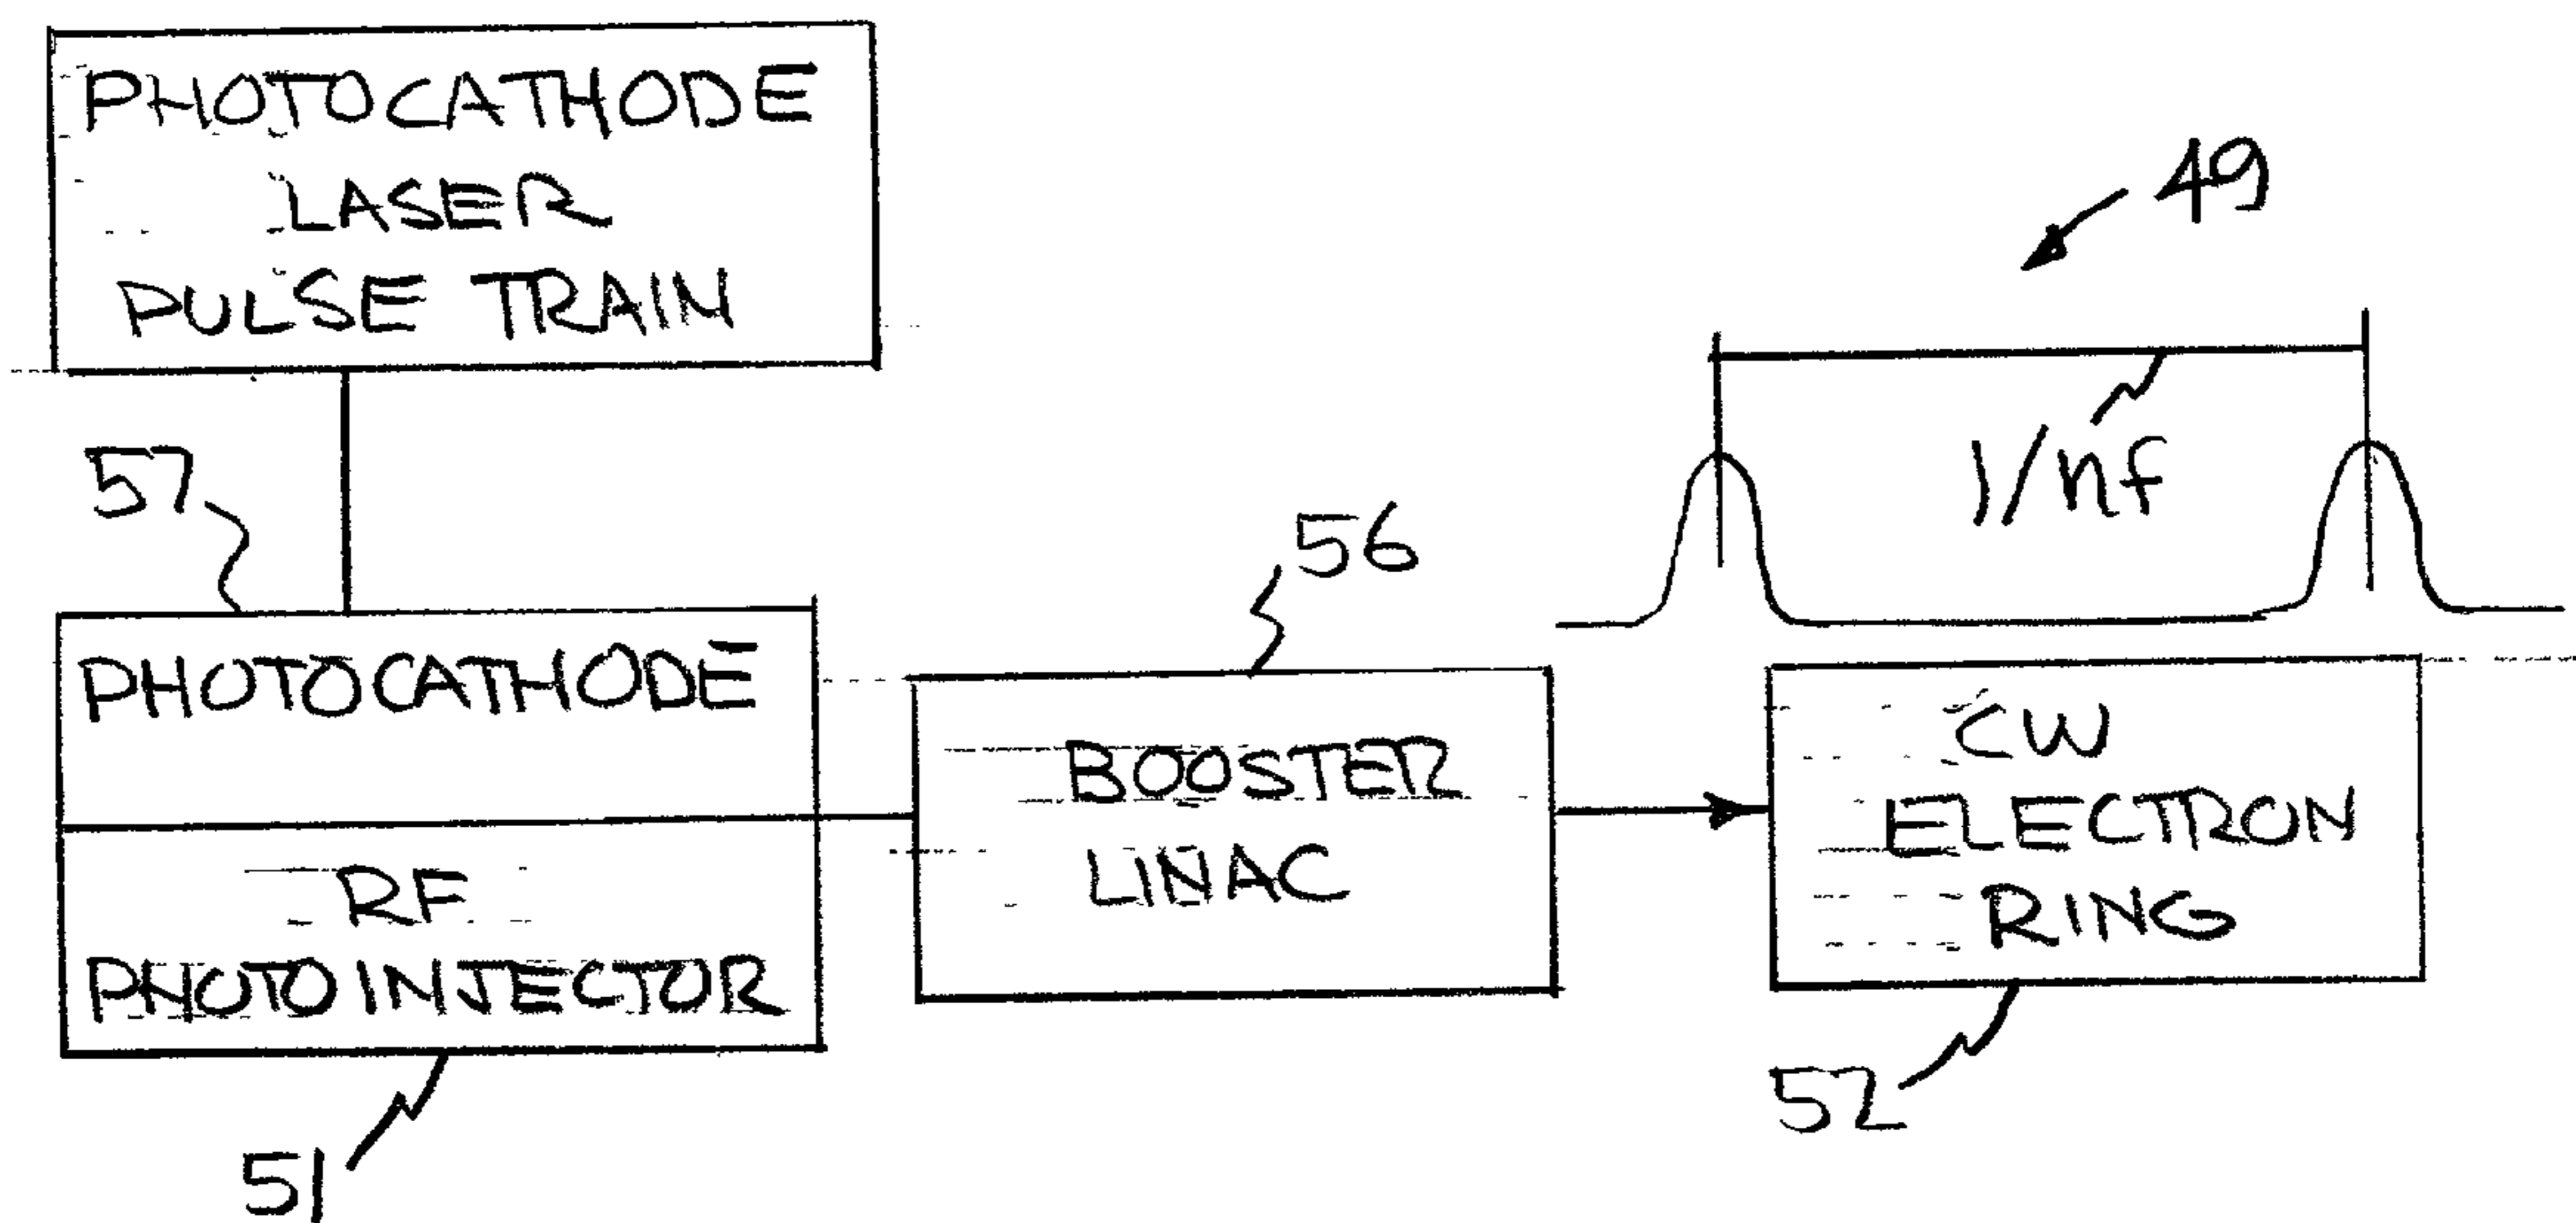 PHOTOCATHODE
LASER
PULSE TRAIN
49
1/nf
57
56
PHOTOCATHODE
RF
PHOTOINJECTOR
BOOSTER
LINAC
CW
ELECTRON
RING
51
52